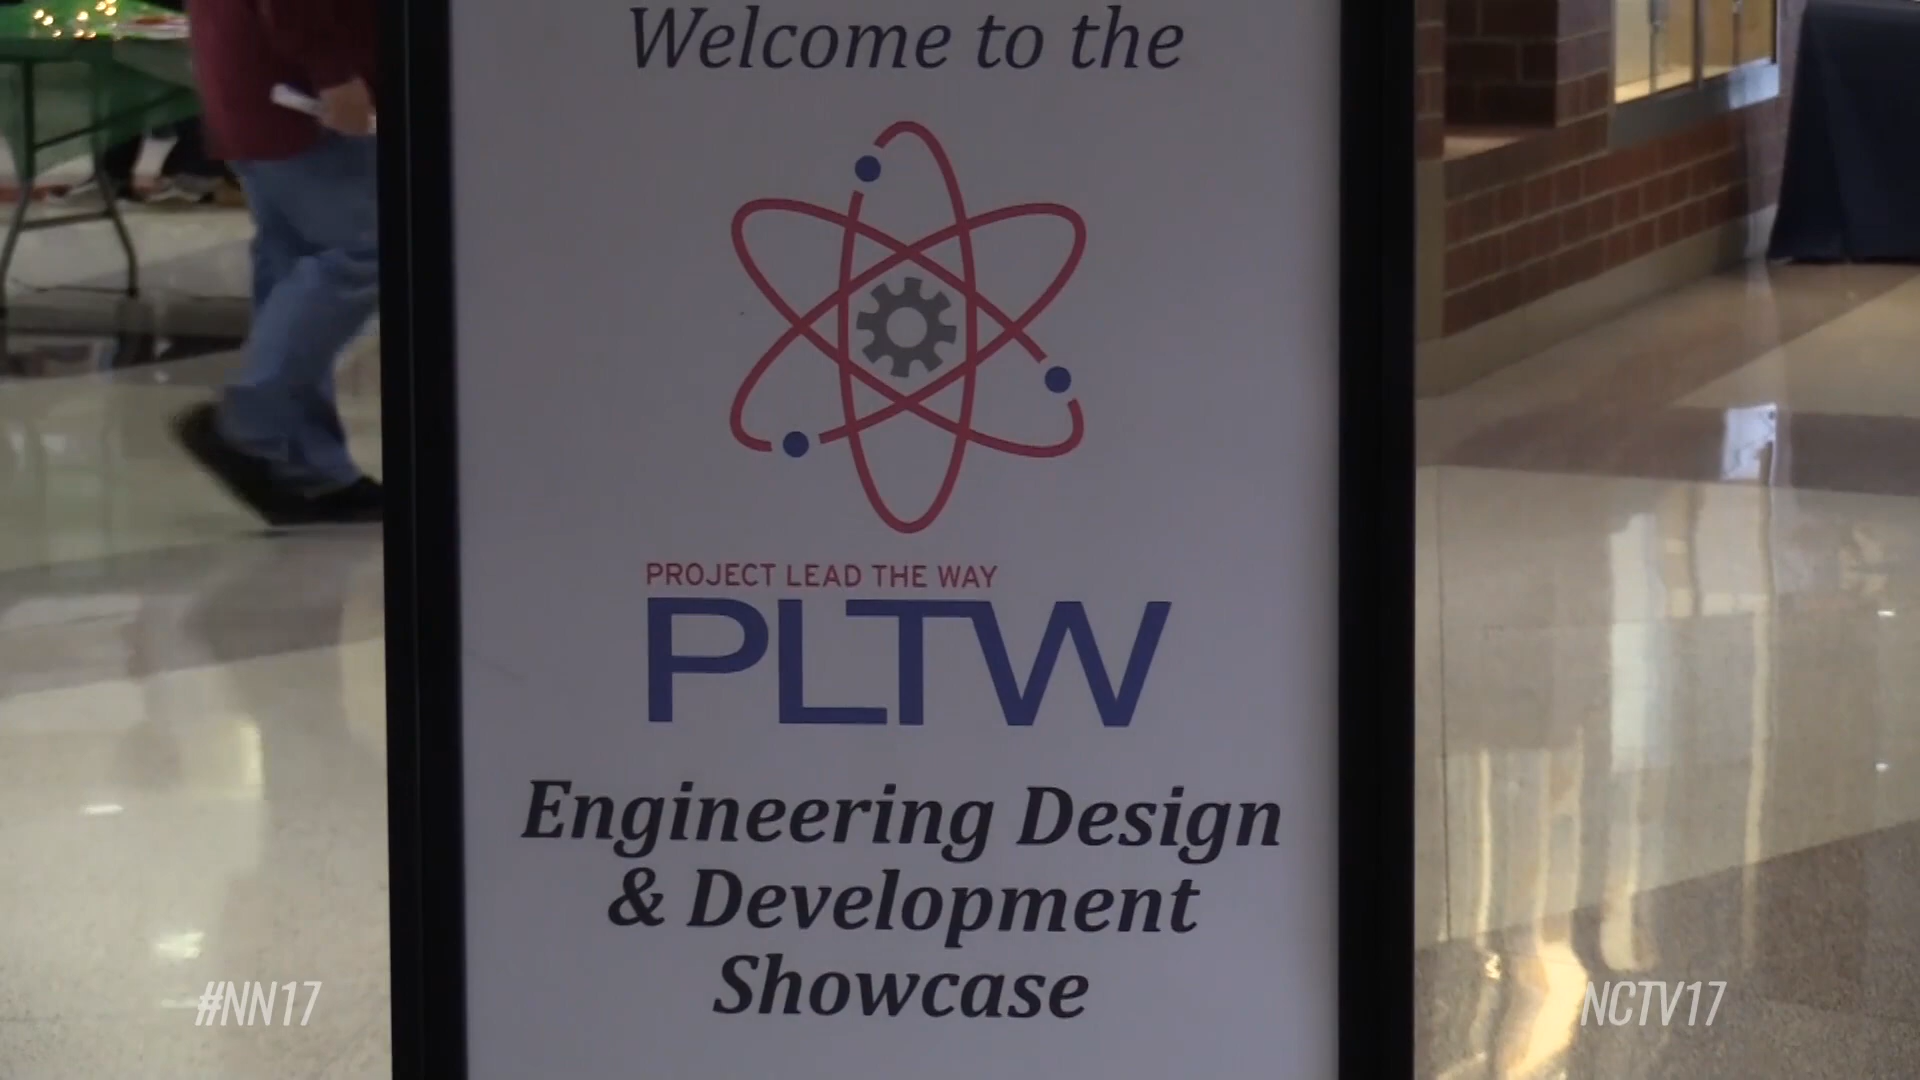 Welcome to the
PROJECT LEAD THE WAY
PLTW
Engineering Design
& Development
Showcase
#NN17
NCTV17